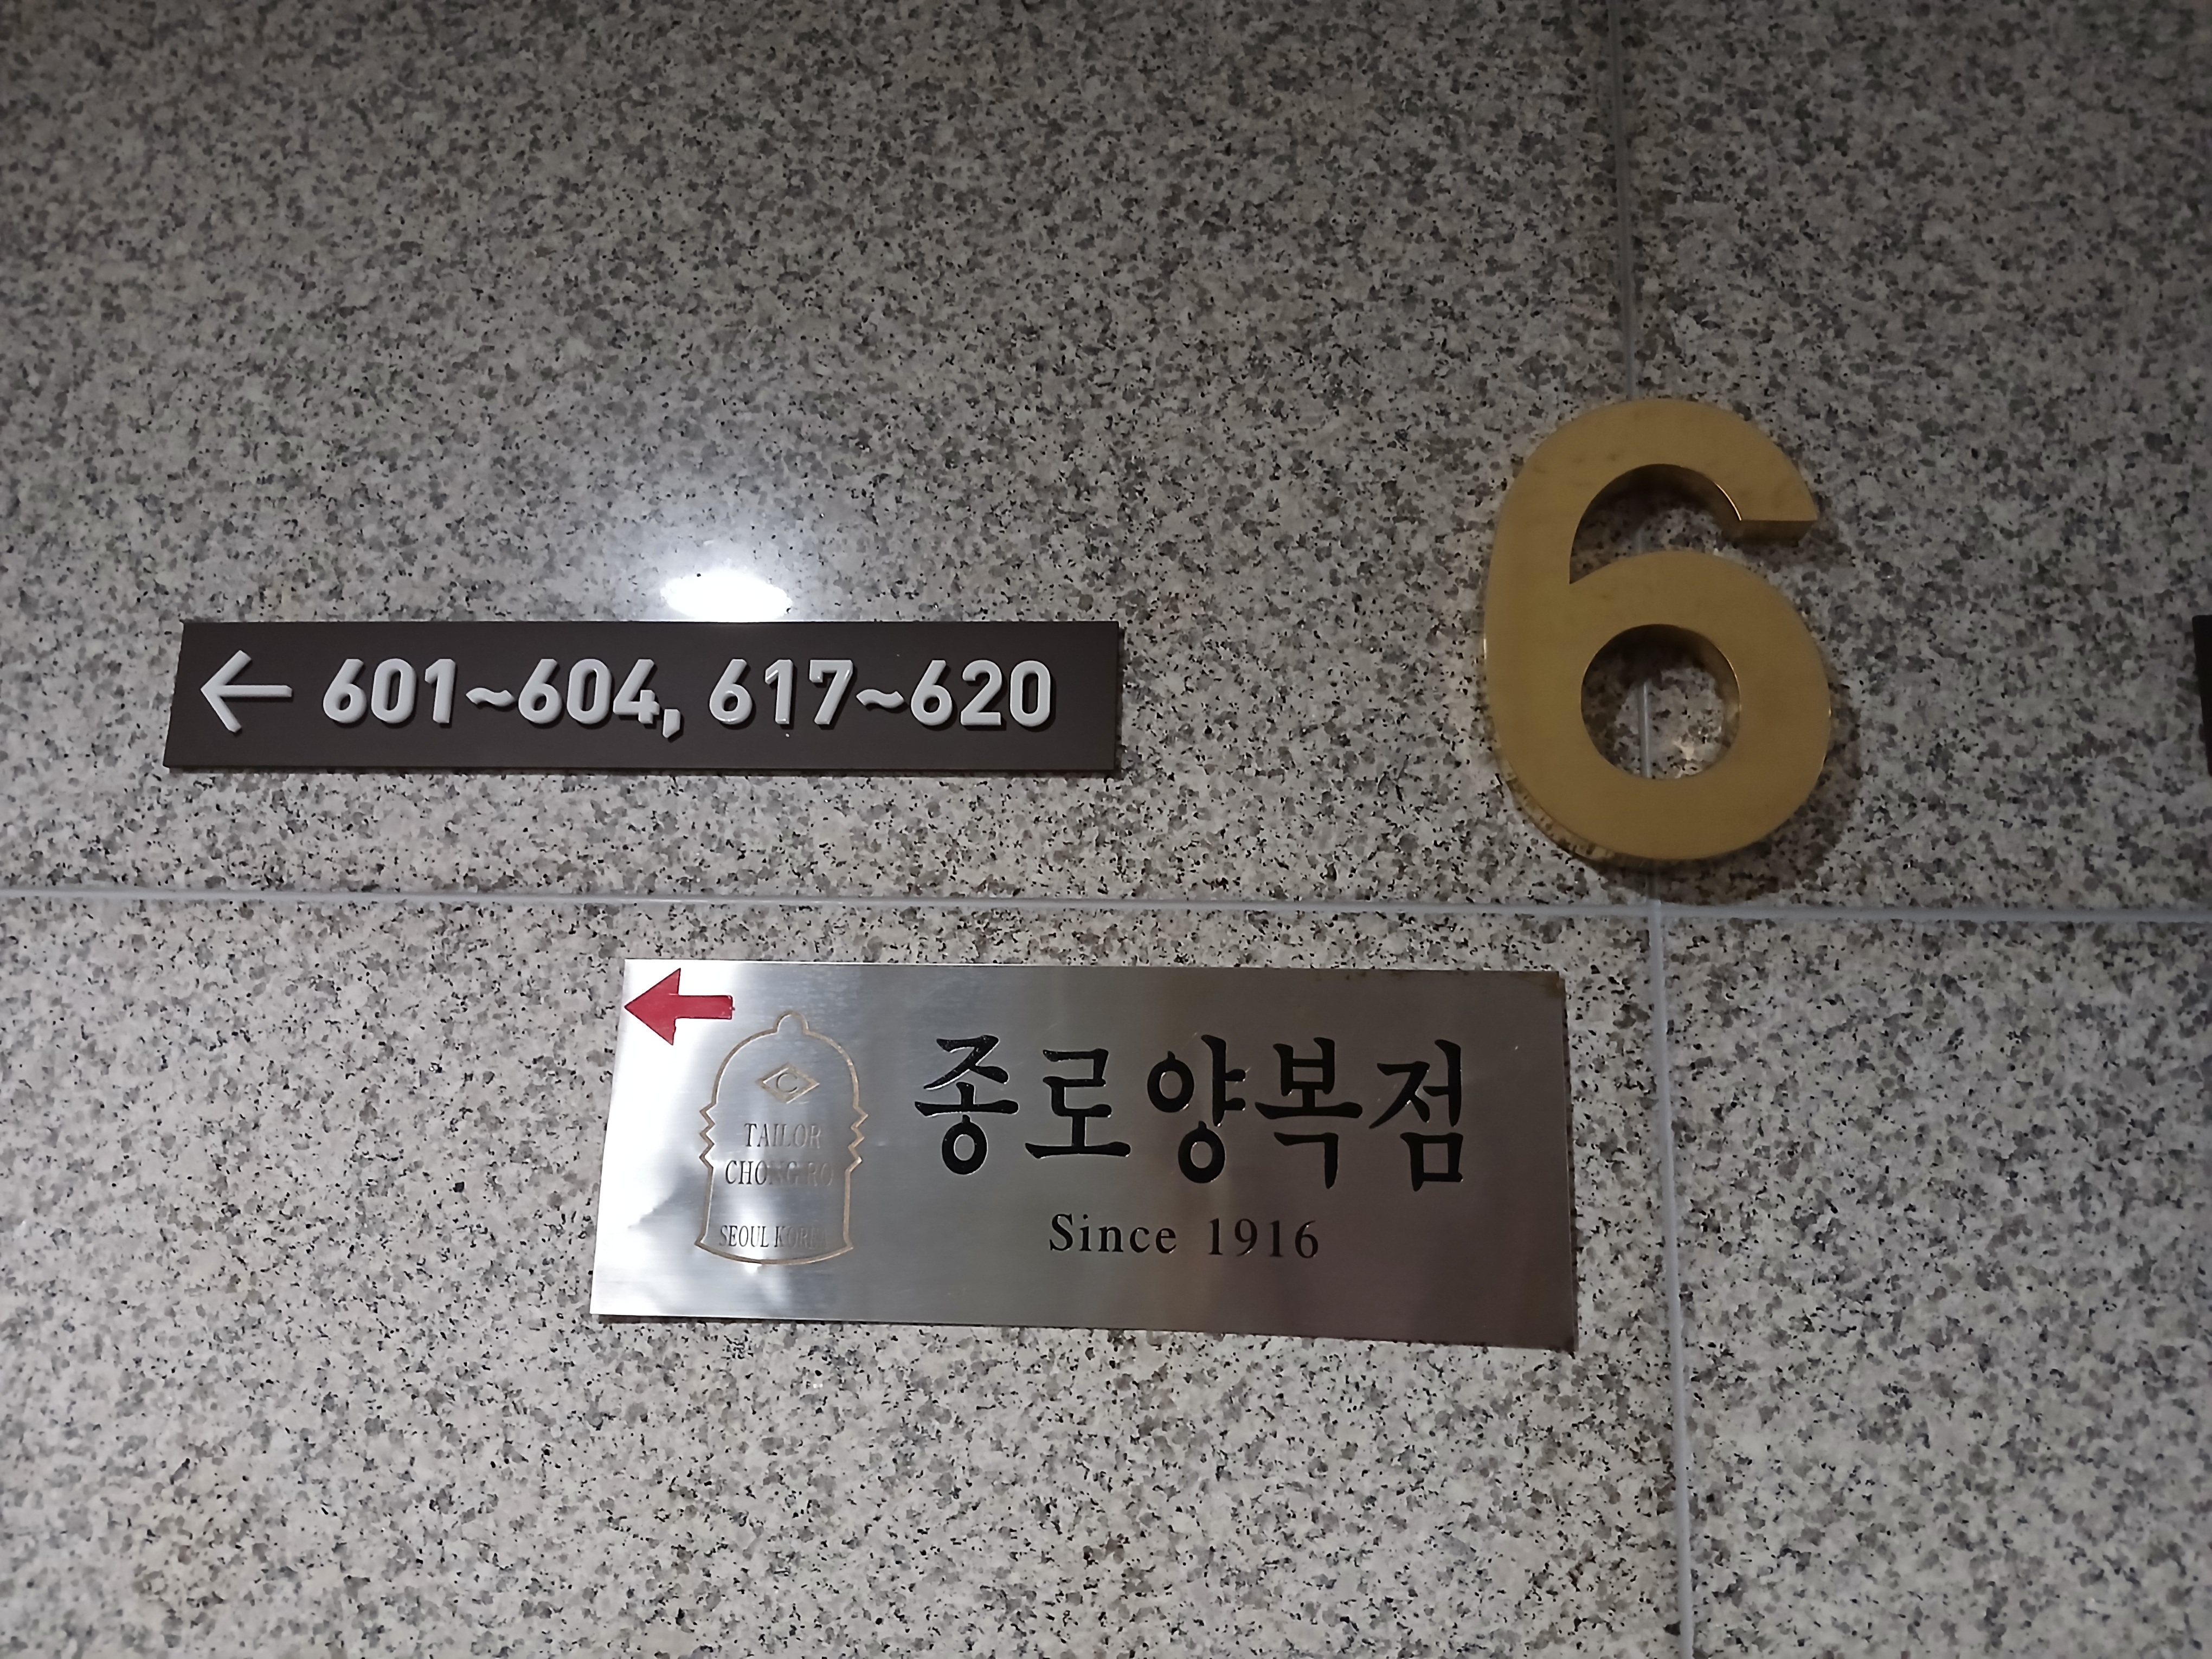 ← 601~604, 617~620
6
C
TAILOR
CHONG RO
SEOUL KOREA
종로양복점
Since 1916